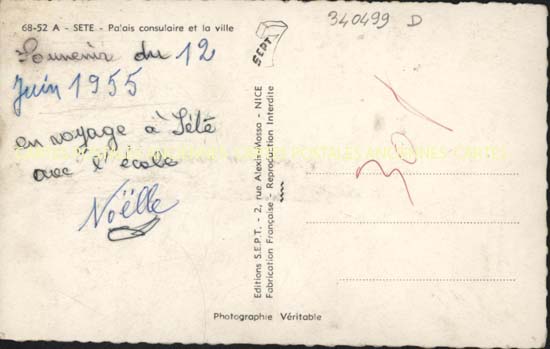 68-52 A - SETE - Palais consulaire et la ville
Souvenir du 12
Juin 1955
en voyage à Sété
avec l'école
Noëlle
SEPT
Editions S.E.P.T. - 2, rue Alexis-Mossa - NICE
Fabrication Française - Reproduction Interdite
340499 D
Photographie Véritable